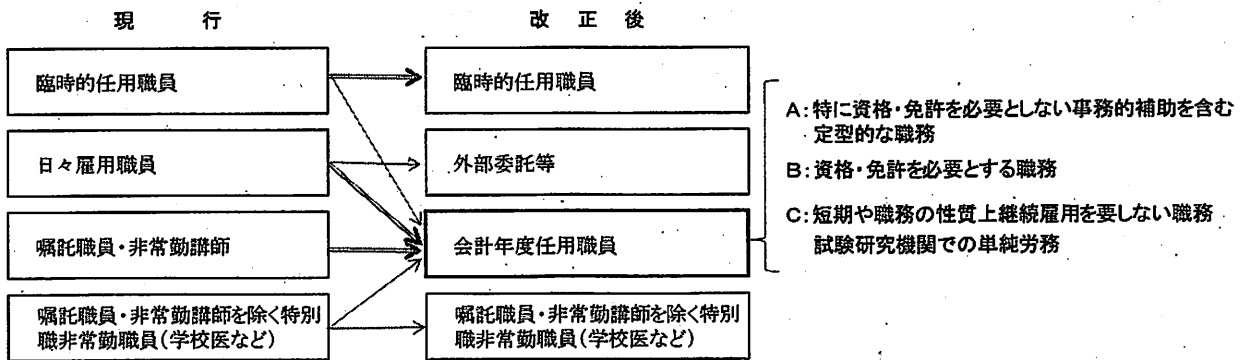 現行
改正後
臨時的任用職員
臨時的任用職員
日々雇用職員
外部委託等
嘱託職員・非常勤講師
会計年度任用職員
嘱託職員・非常勤講師を除く特別
職非常勤職員(学校医など)
嘱託職員・非常勤講師を除く特別
職非常勤職員(学校医など)
A:特に資格・免許を必要としない事務的補助を含む
定型的な職務
B:資格・免許を必要とする職務
C:短期や職務の性質上継続雇用を要しない職務
試験研究機関での単純労務